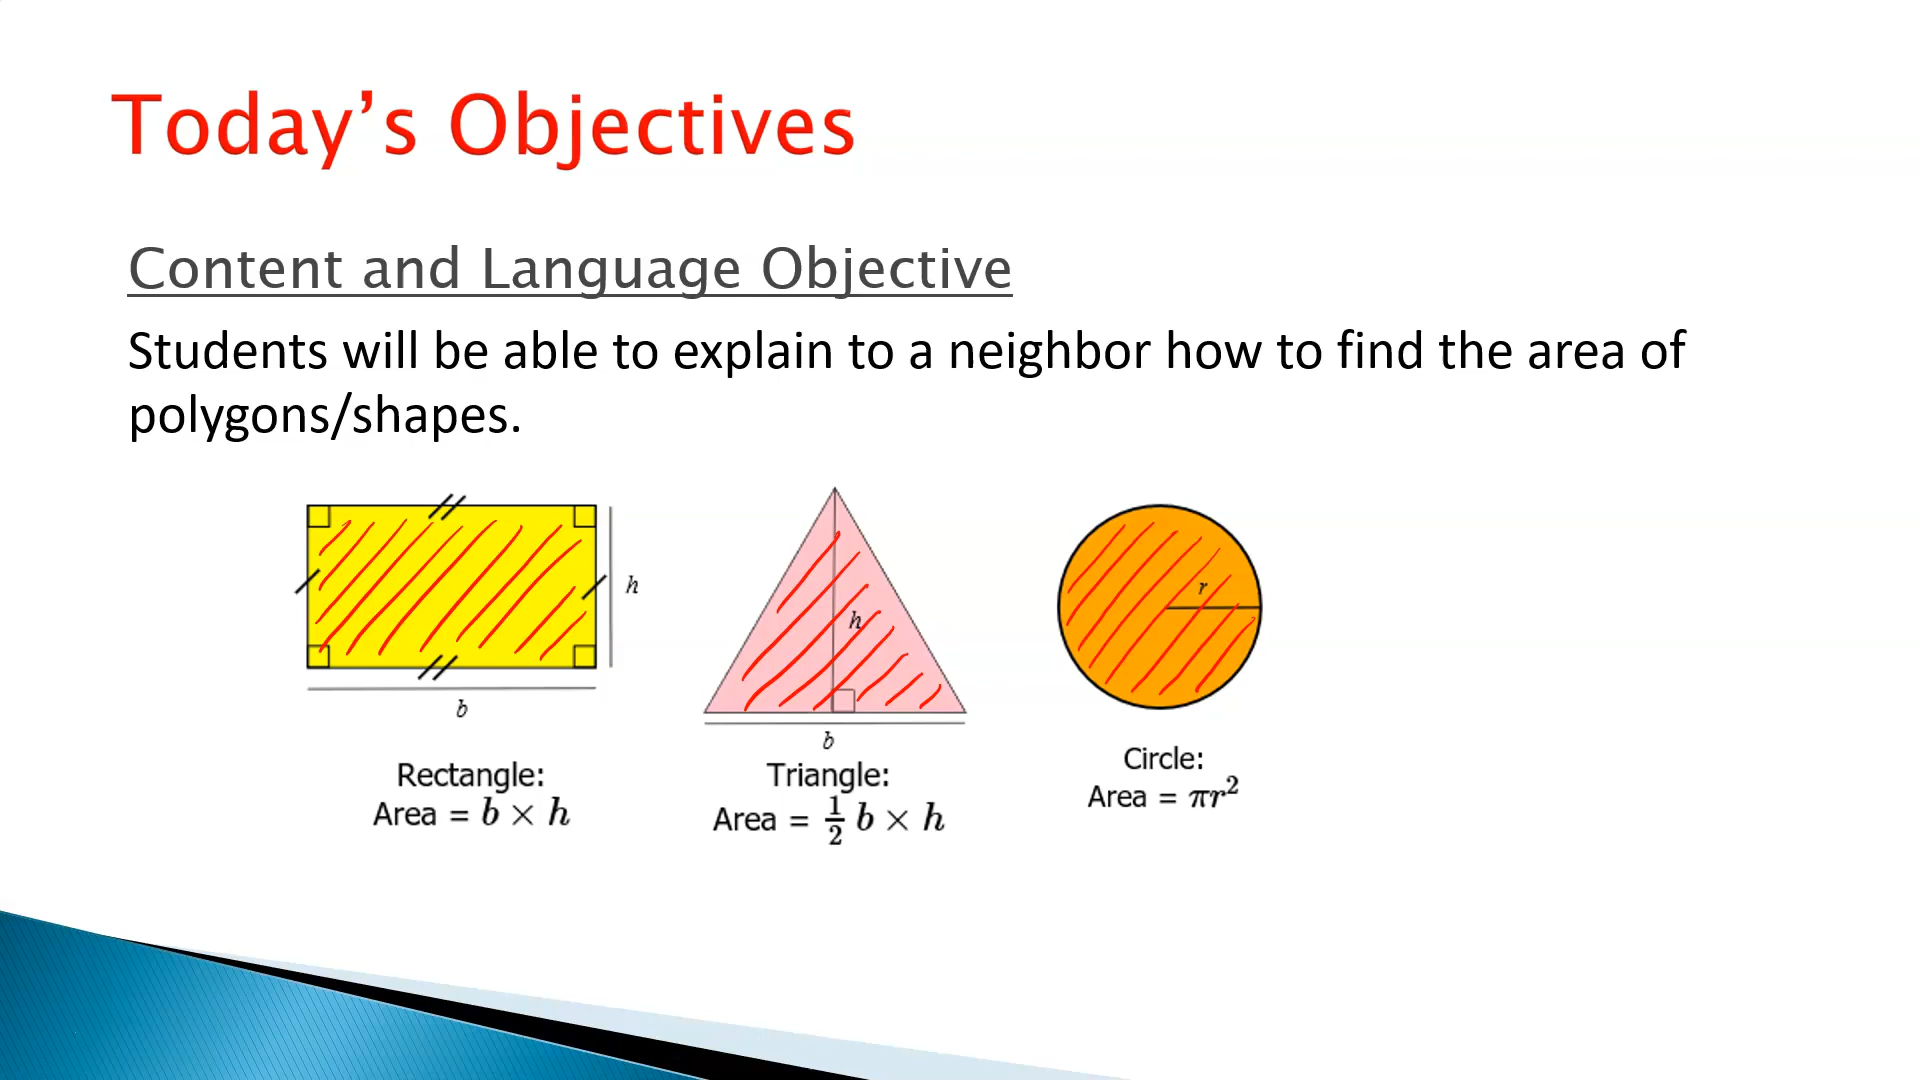 Today’s Objectives
Content and Language Objective
Students will be able to explain to a neighbor how to find the area of
polygons/shapes.
h
b
Rectangle:
Area = b × h
h
b
Triangle:
Area = 1/2 b × h
r
Circle:
Area = πr²